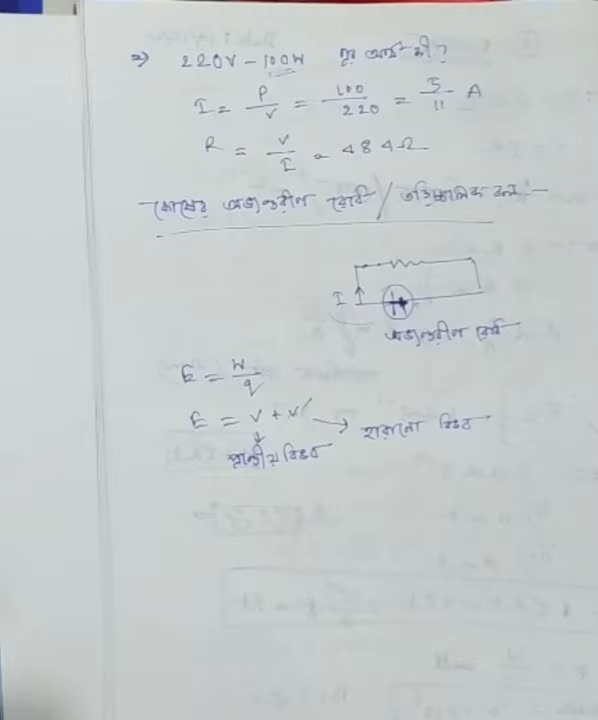 ২) 220V - 100W এর অর্থ কী?
I = P/V = 100/220 = 5/11 A
R = V/I = 484Ω
কোষের অভ্যন্তরীন রোধ / তড়িচ্চালক বল :-
I
অভ্যন্তরীন রোধ
E = W/q
E = V + V' → হারানো বিভব
প্রান্তীয় বিভব